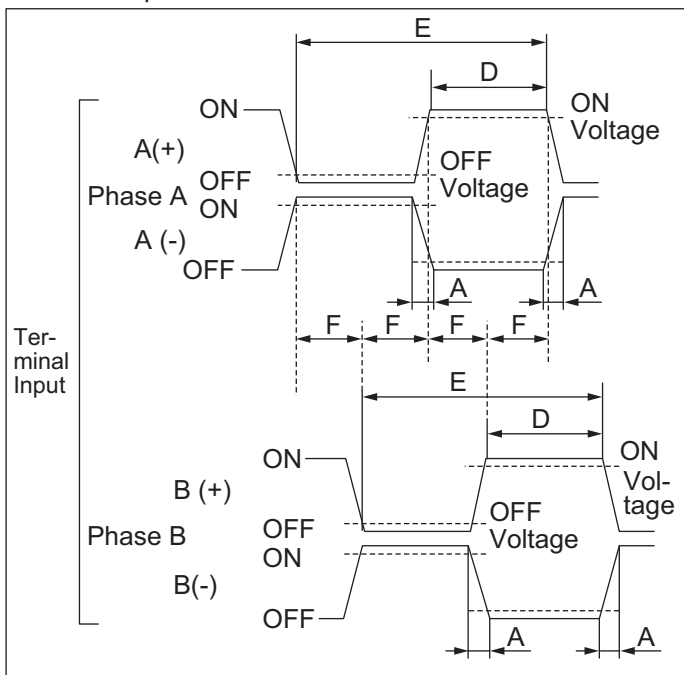 E
D
ON
ON
Voltage
A(+)
OFF
OFF
Voltage
Phase A
ON
A (-)
OFF
A
A
F
F
F
F
Ter-
minal
Input
E
D
ON
ON
Vol-
tage
B (+)
OFF
OFF
Voltage
Phase B
ON
B(-)
OFF
A
A